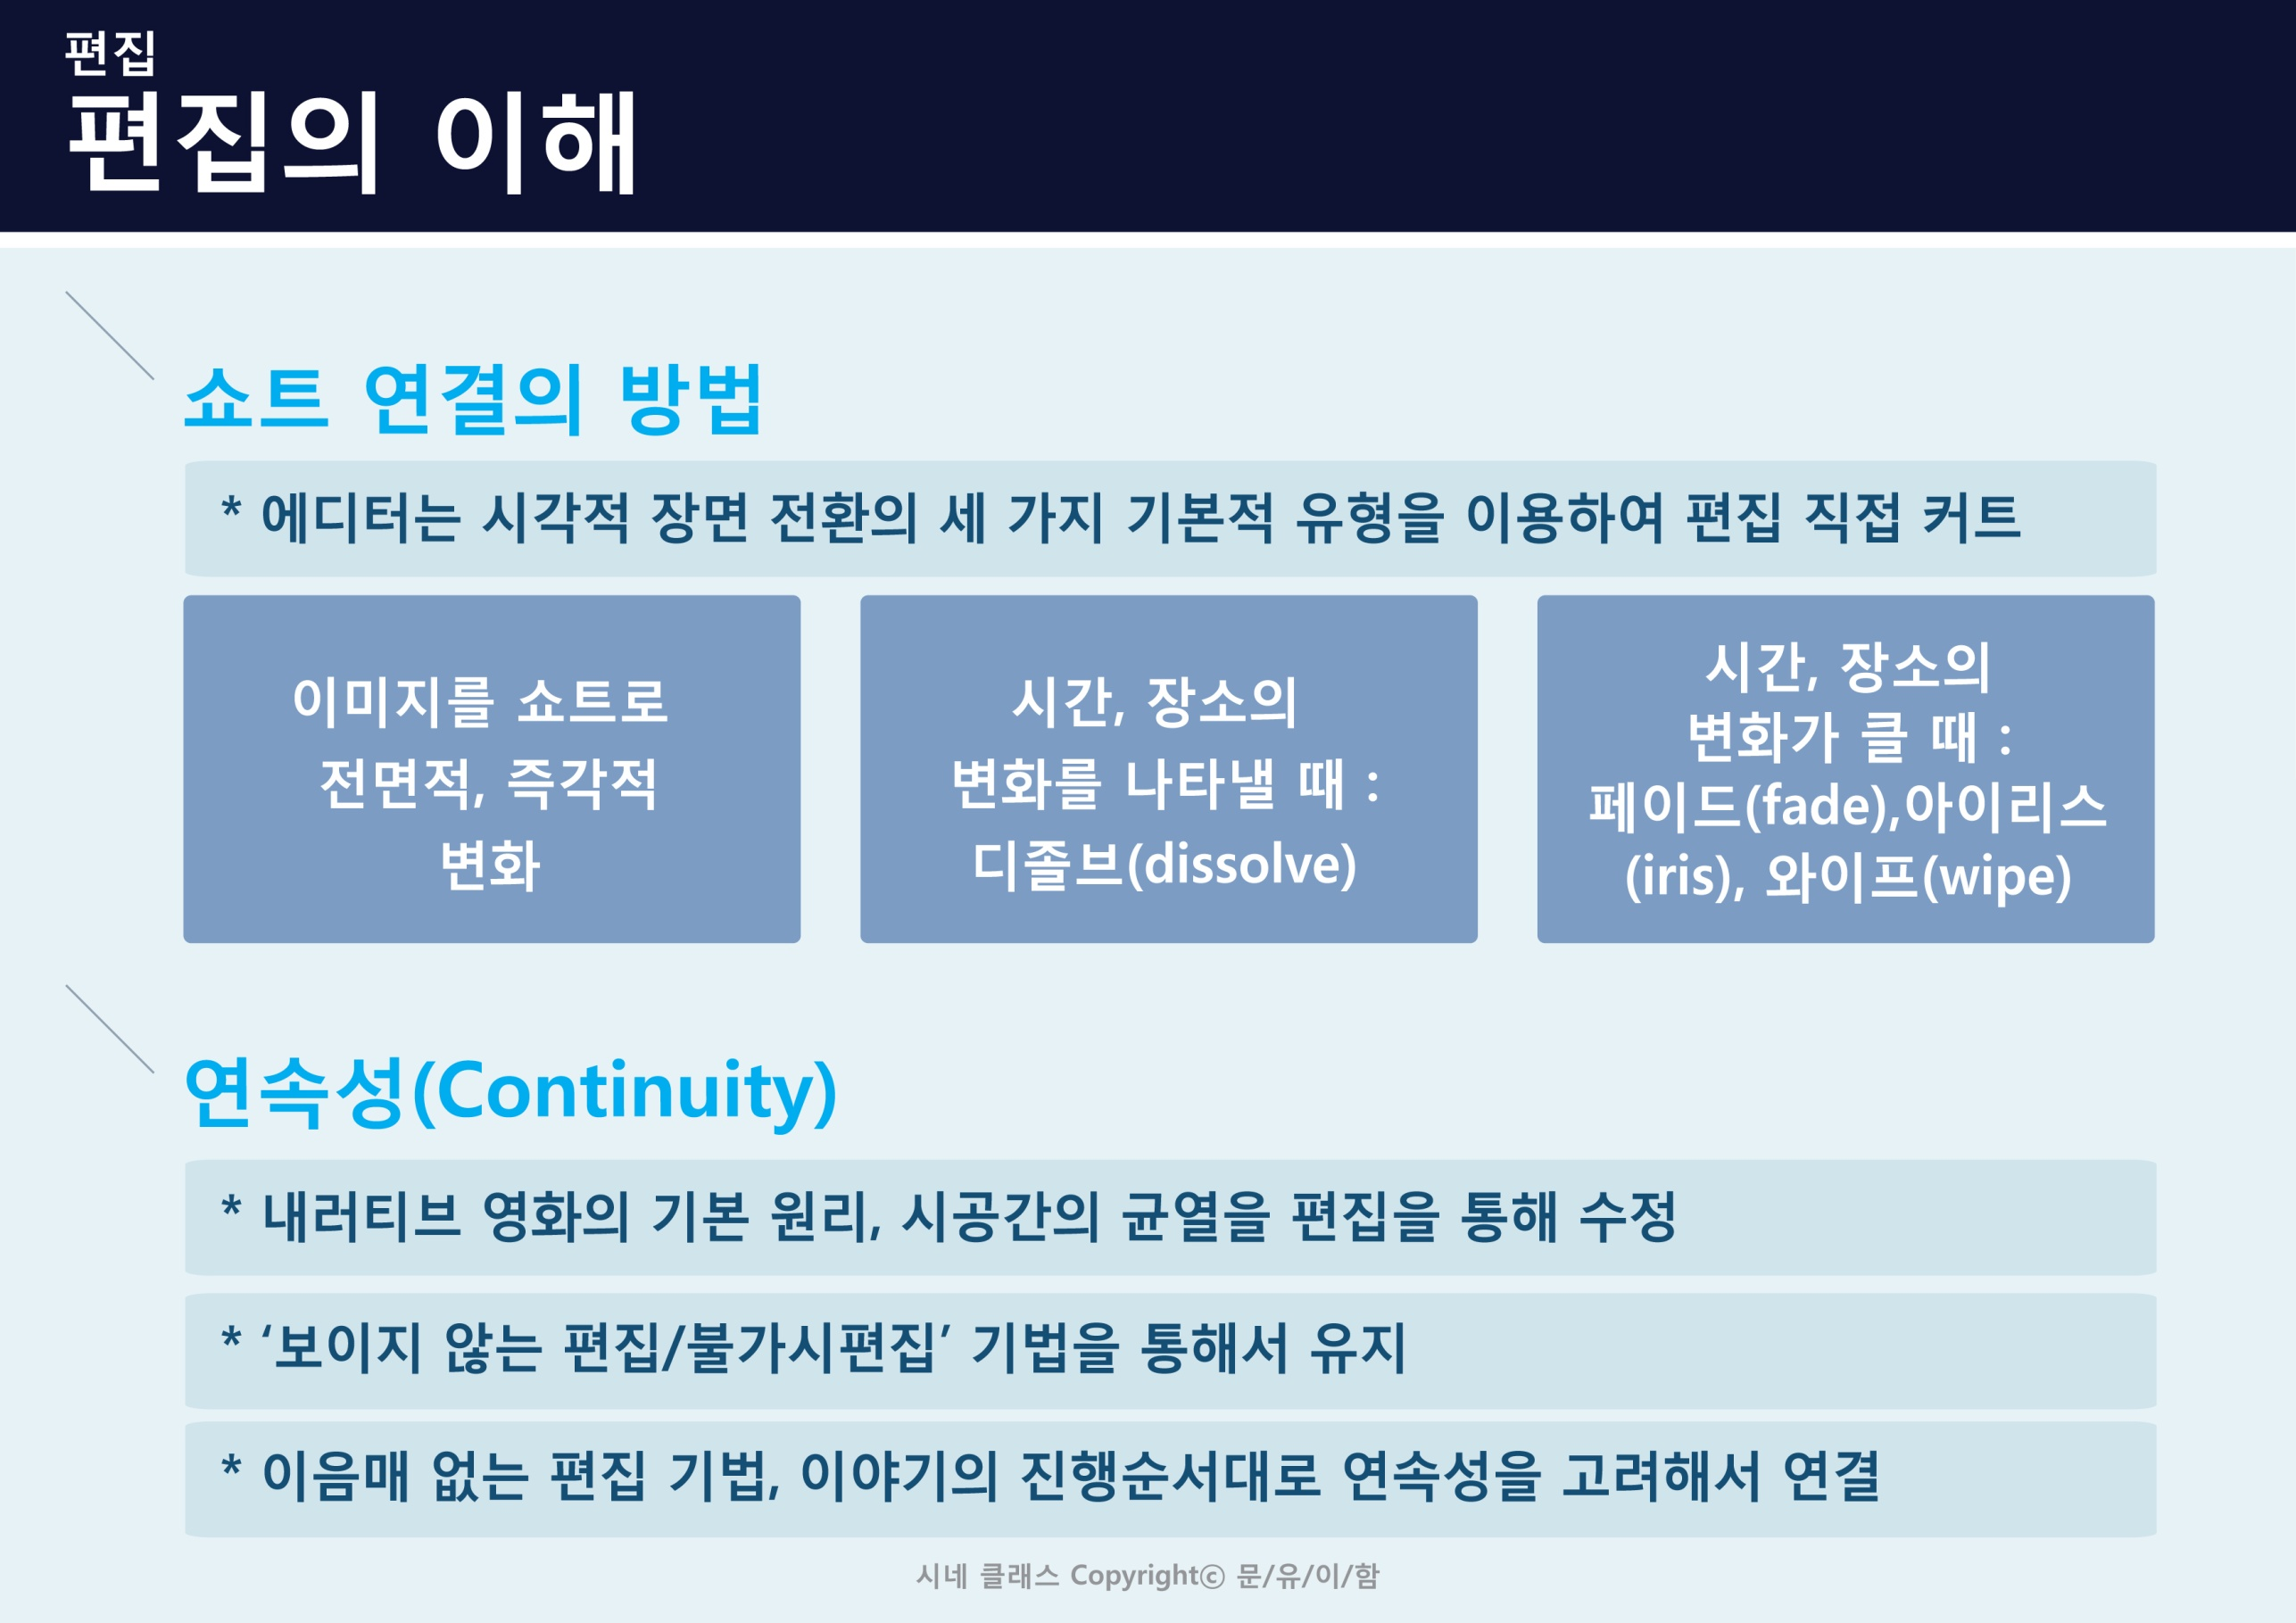 편집
편집의 이해
쇼트 연결의 방법
* 에디터는 시각적 장면 전환의 세 가지 기본적 유형을 이용하여 편집 직접 커트
이미지를 쇼트로
전면적, 즉각적
변화
시간, 장소의
변화를 나타낼 때 :
디졸브(dissolve)
시간, 장소의
변화가 클 때 :
페이드(fade),아이리스
(iris), 와이프(wipe)
연속성(Continuity)
* 내러티브 영화의 기본 원리, 시공간의 균열을 편집을 통해 수정
* ‘보이지 않는 편집/불가시편집’ 기법을 통해서 유지
* 이음매 없는 편집 기법, 이야기의 진행순서대로 연속성을 고려해서 연결
시네 클래스 Copyrightⓒ 무/유/이/함